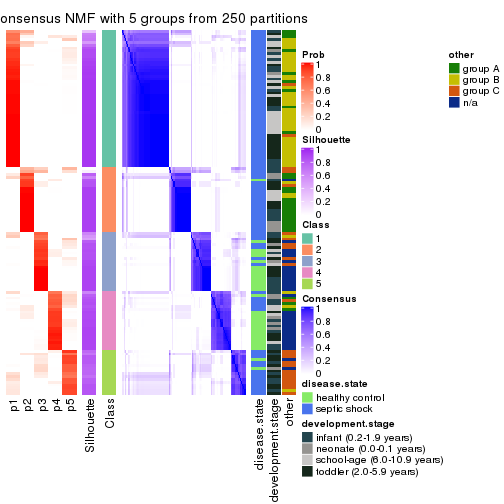 onsensus NMF with 5 groups from 250 partitions
p1
p2
p3
p4
p5
Silhouette
Class
disease.state
development.stage
other
Prob
1
0.8
0.6
0.4
0.2
0
Silhouette
1
0.8
0.6
0.4
0.2
0
Class
1
2
3
4
5
Consensus
1
0.8
0.6
0.4
0.2
0
disease.state
healthy control
septic shock
development.stage
infant (0.2-1.9 years)
neonate (0.0-0.1 years)
school-age (6.0-10.9 years)
toddler (2.0-5.9 years)
other
group A
group B
group C
n/a